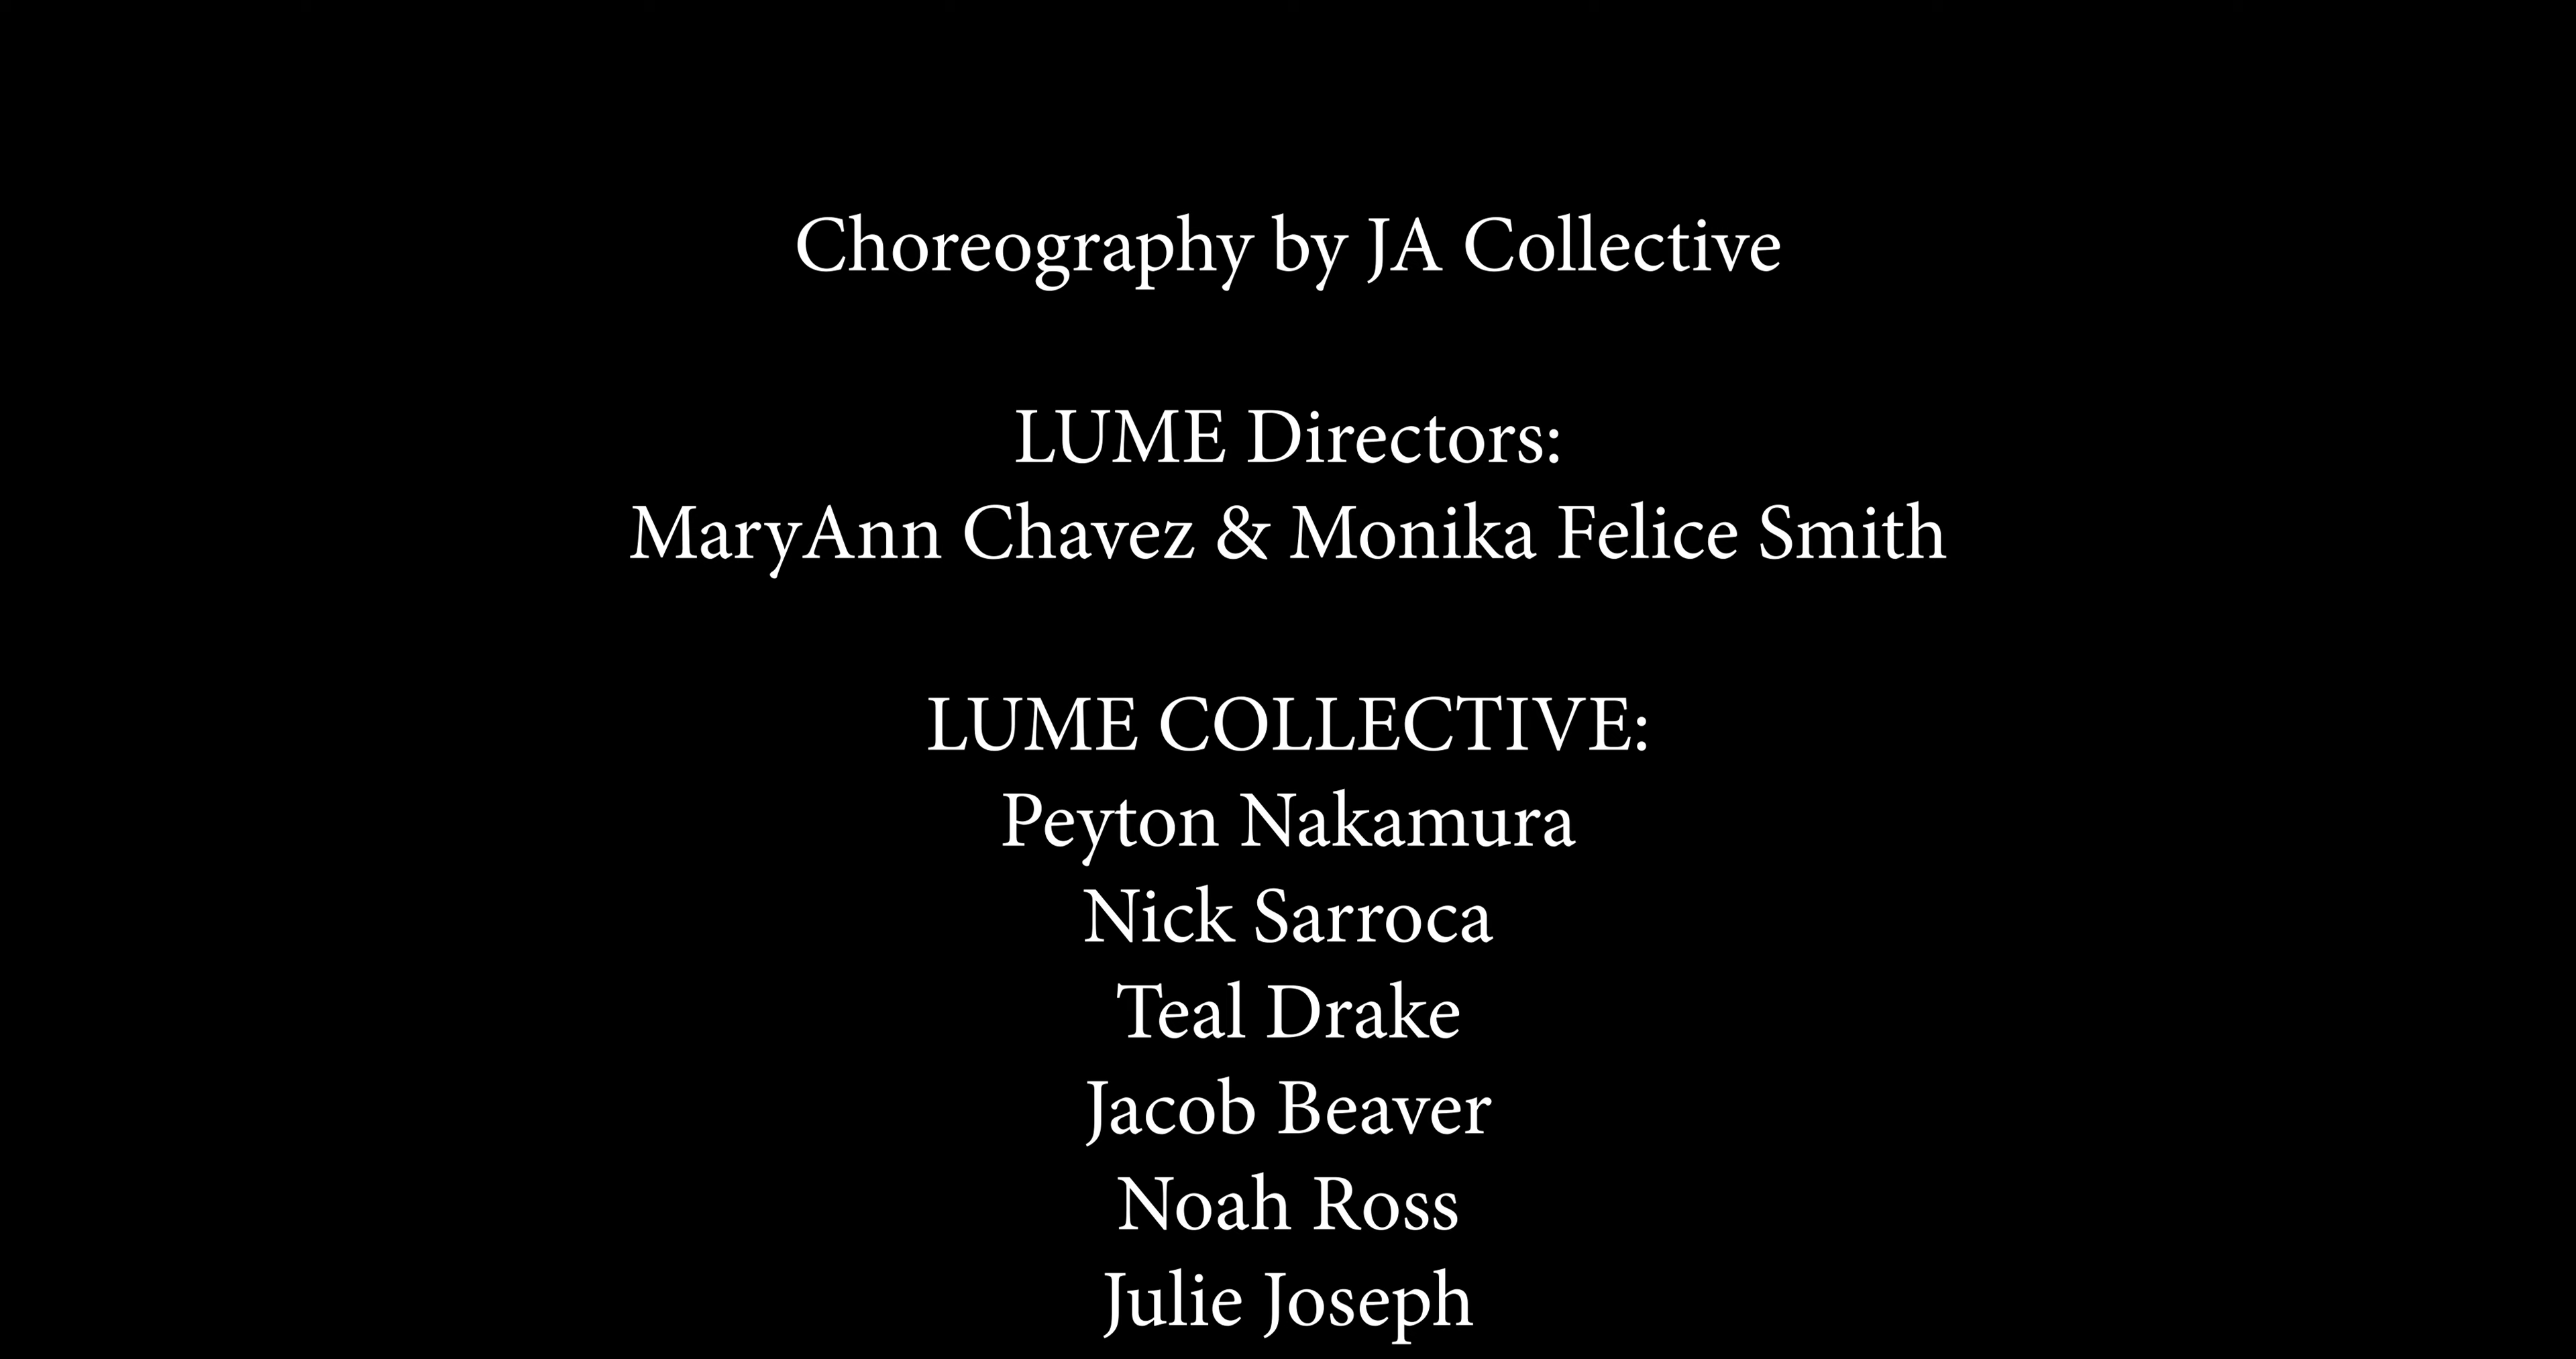 Choreography by JA Collective
LUME Directors:
MaryAnn Chavez & Monika Felice Smith
LUME COLLECTIVE:
Peyton Nakamura
Nick Sarroca
Teal Drake
Jacob Beaver
Noah Ross
Julie Joseph